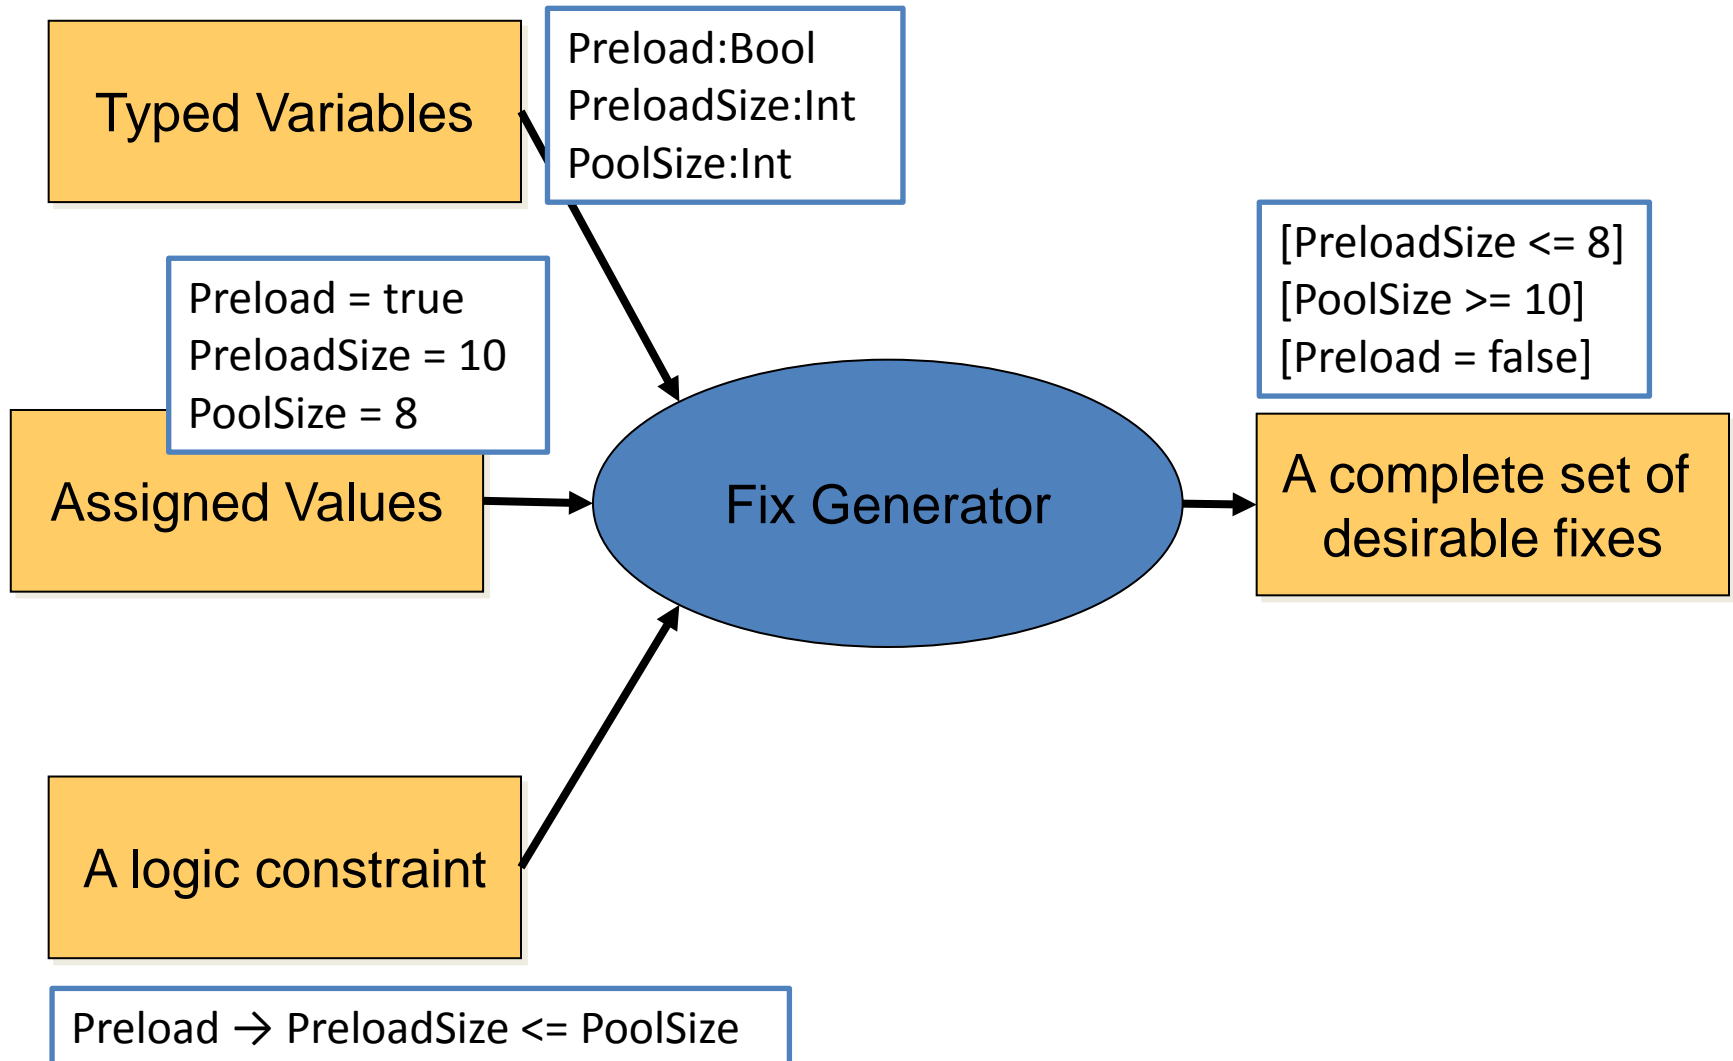 Typed Variables
Preload:Bool
PreloadSize:Int
PoolSize:Int
Preload = true
PreloadSize = 10
PoolSize = 8
Assigned Values
Fix Generator
[PreloadSize <= 8]
[PoolSize >= 10]
[Preload = false]
A complete set of
desirable fixes
A logic constraint
Preload → PreloadSize <= PoolSize